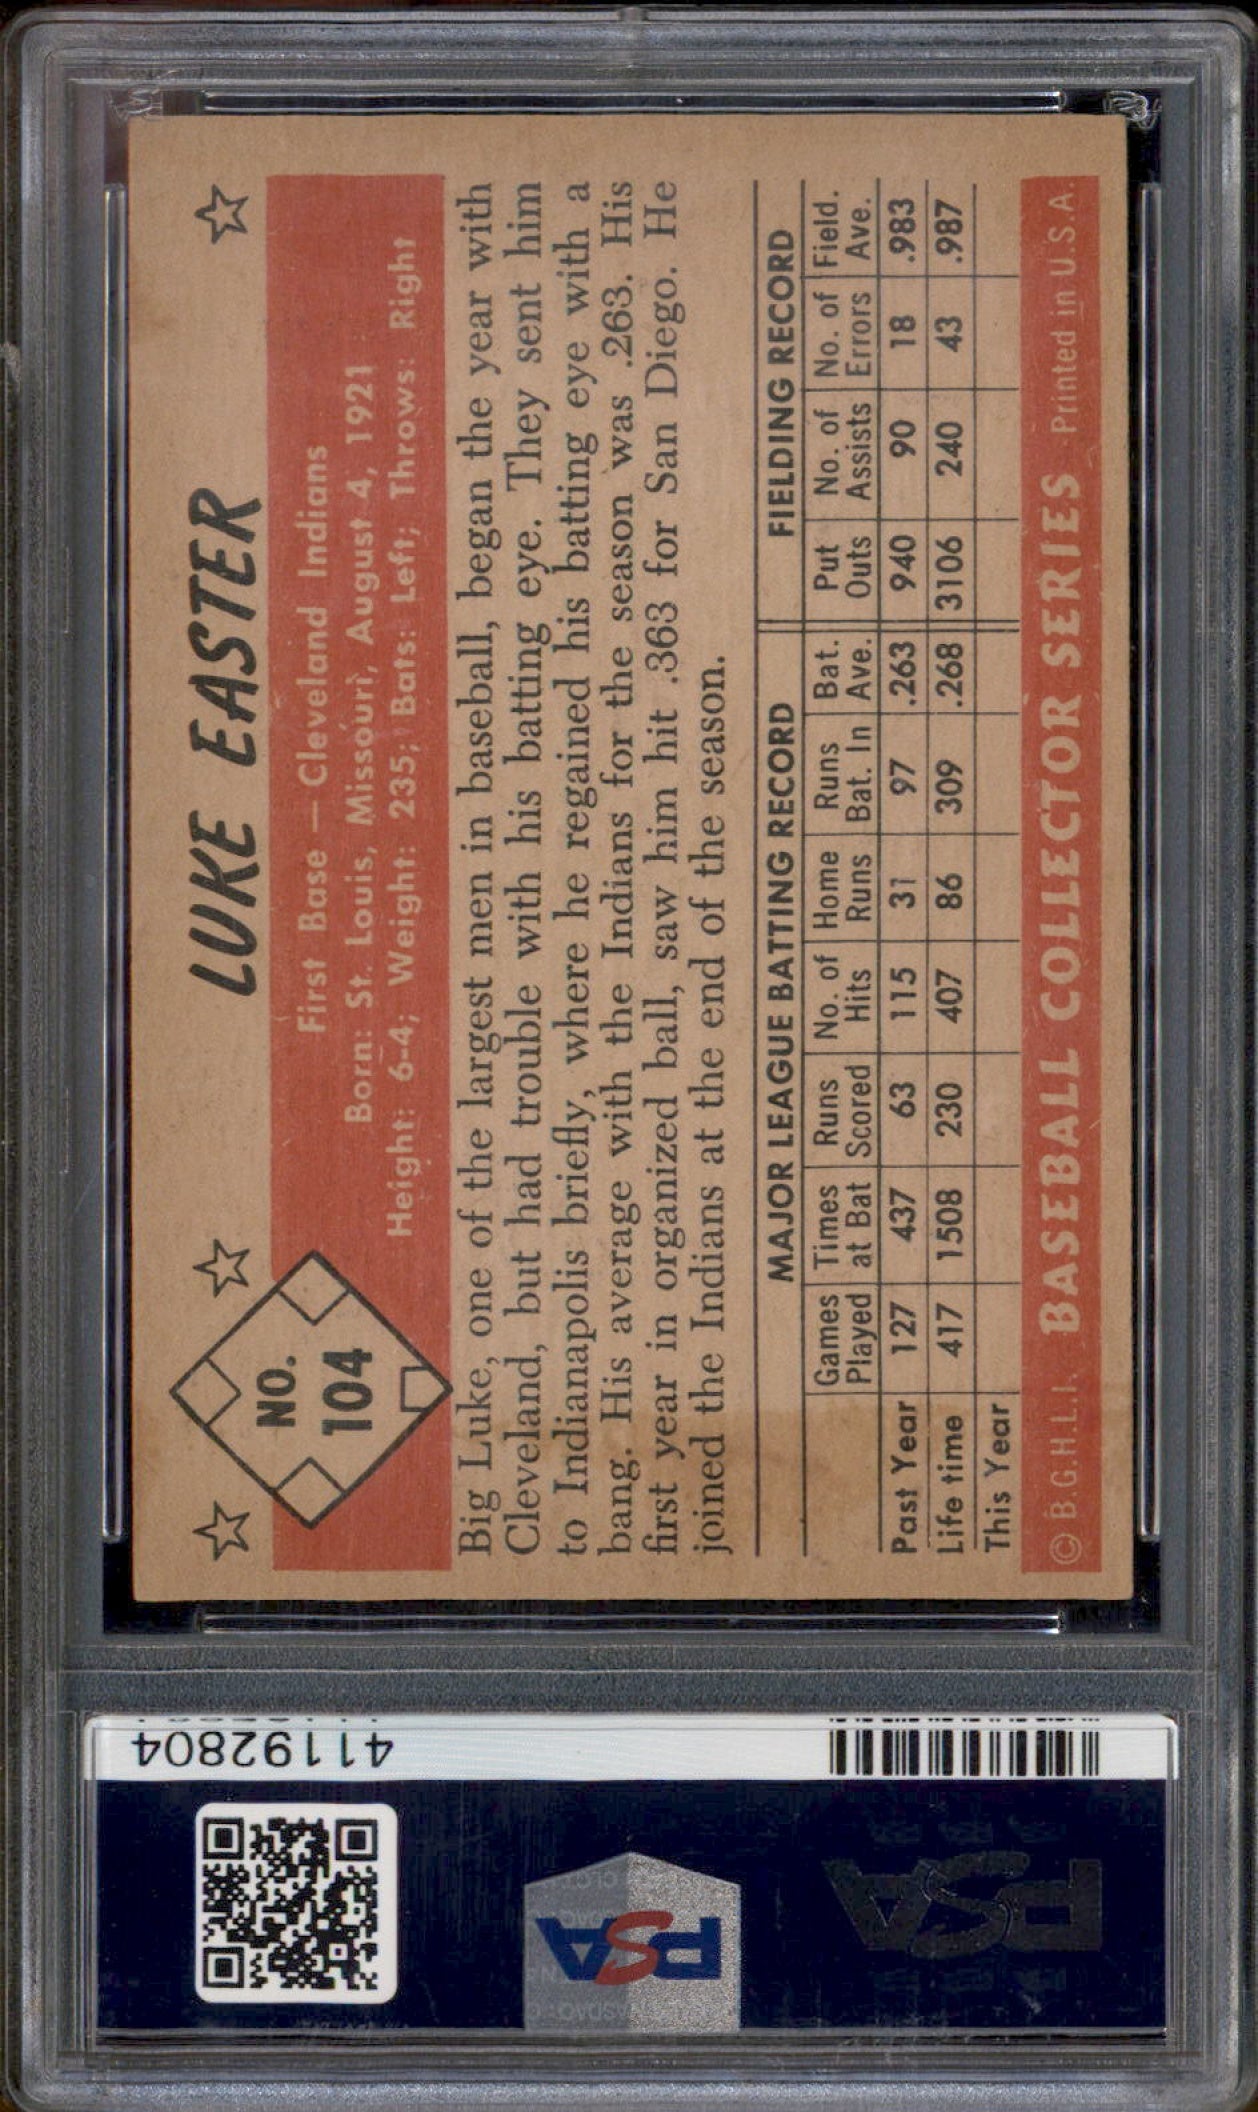 LUKE EASTER
NO.
104
First Base — Cleveland Indians
Born: St. Louis, Missouri, August 4, 1921
Height: 6-4; Weight: 235; Bats: Left; Throws: Right
Big Luke, one of the largest men in baseball, began the year with
Cleveland, but had trouble with his batting eye. They sent him
to Indianapolis briefly, where he regained his batting eye with a
bang. His average with the Indians for the season was .263. His
first year in organized ball, saw him hit .363 for San Diego. He
joined the Indians at the end of the season.
MAJOR LEAGUE BATTING RECORD FIELDING RECORD
Games Times Runs No. of Home Runs Bat. Put No. of No. of Field.
Played at Bat Scored Hits Runs Bat. In Ave. Outs Assists Errors Ave.
Past Year 127 437 63 115 31 97 .263 940 90 18 .983
Life time 417 1508 230 407 86 309 .268 3106 240 43 .987
This Year
© B.G.H.L.I. BASEBALL COLLECTOR SERIES Printed in U.S.A.
41192804
PSA
PSA